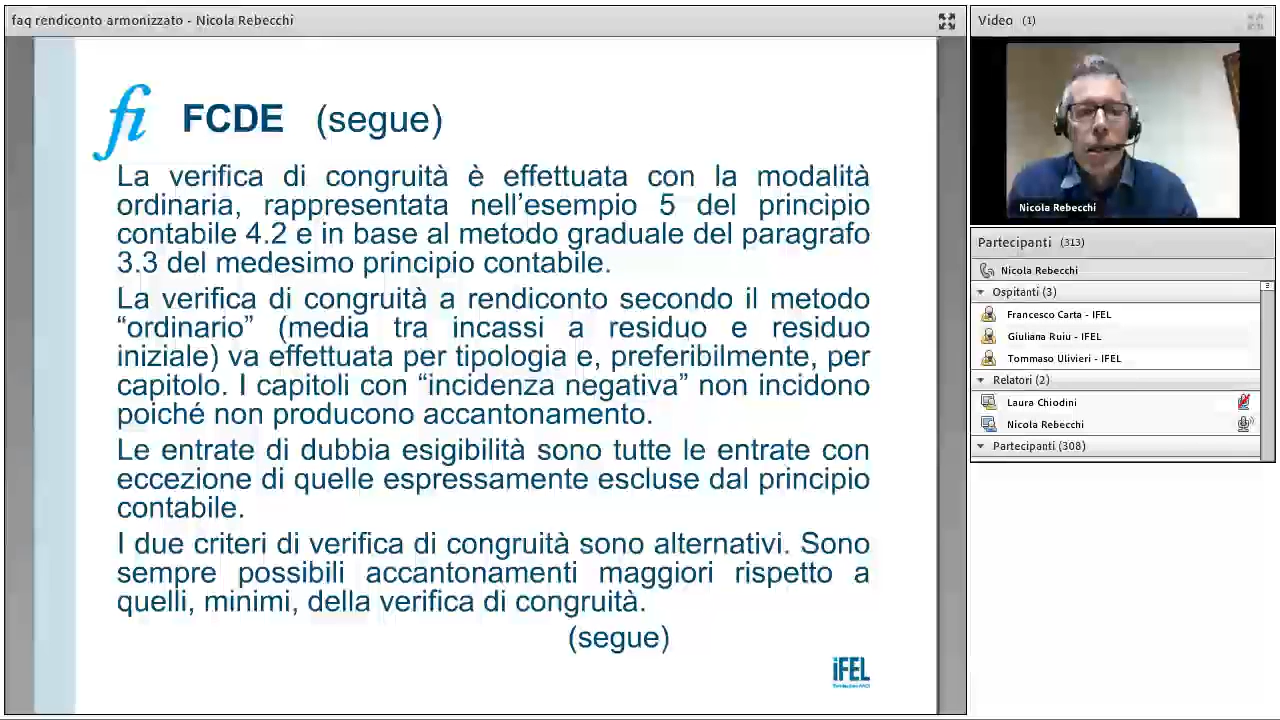 faq rendiconto armonizzato - Nicola Rebecchi
fi FCDE (segue)
La verifica di congruità è effettuata con la modalità
ordinaria, rappresentata nell'esempio 5 del principio
contabile 4.2 e in base al metodo graduale del paragrafo
3.3 del medesimo principio contabile.
La verifica di congruità a rendiconto secondo il metodo
“ordinario” (media tra incassi a residuo e residuo
iniziale) va effettuata per tipologia e, preferibilmente, per
capitolo. I capitoli con “incidenza negativa” non incidono
poiché non producono accantonamento.
Le entrate di dubbia esigibilità sono tutte le entrate con
eccezione di quelle espressamente escluse dal principio
contabile.
I due criteri di verifica di congruità sono alternativi. Sono
sempre possibili accantonamenti maggiori rispetto a
quelli, minimi, della verifica di congruità.
(segue)
iFEL
Video (1)
Nicola Rebecchi
Partecipanti (313)
Nicola Rebecchi
Ospitanti (3)
Francesco Carta - IFEL
Giuliana Ruiu - IFEL
Tommaso Ulivieri - IFEL
Relatori (2)
Laura Chiodini
Nicola Rebecchi
Partecipanti (308)